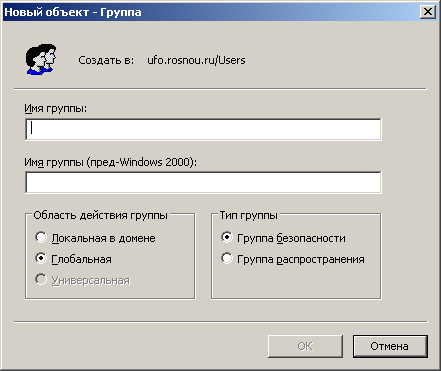 Новый объект - Группа
Создать в: ufo.rosnou.ru/Users
Имя группы:
Имя группы (пред-Windows 2000):
Область действия группы
Локальная в домене
Глобальная
Универсальная
Тип группы
Группа безопасности
Группа распространения
OK
Отмена